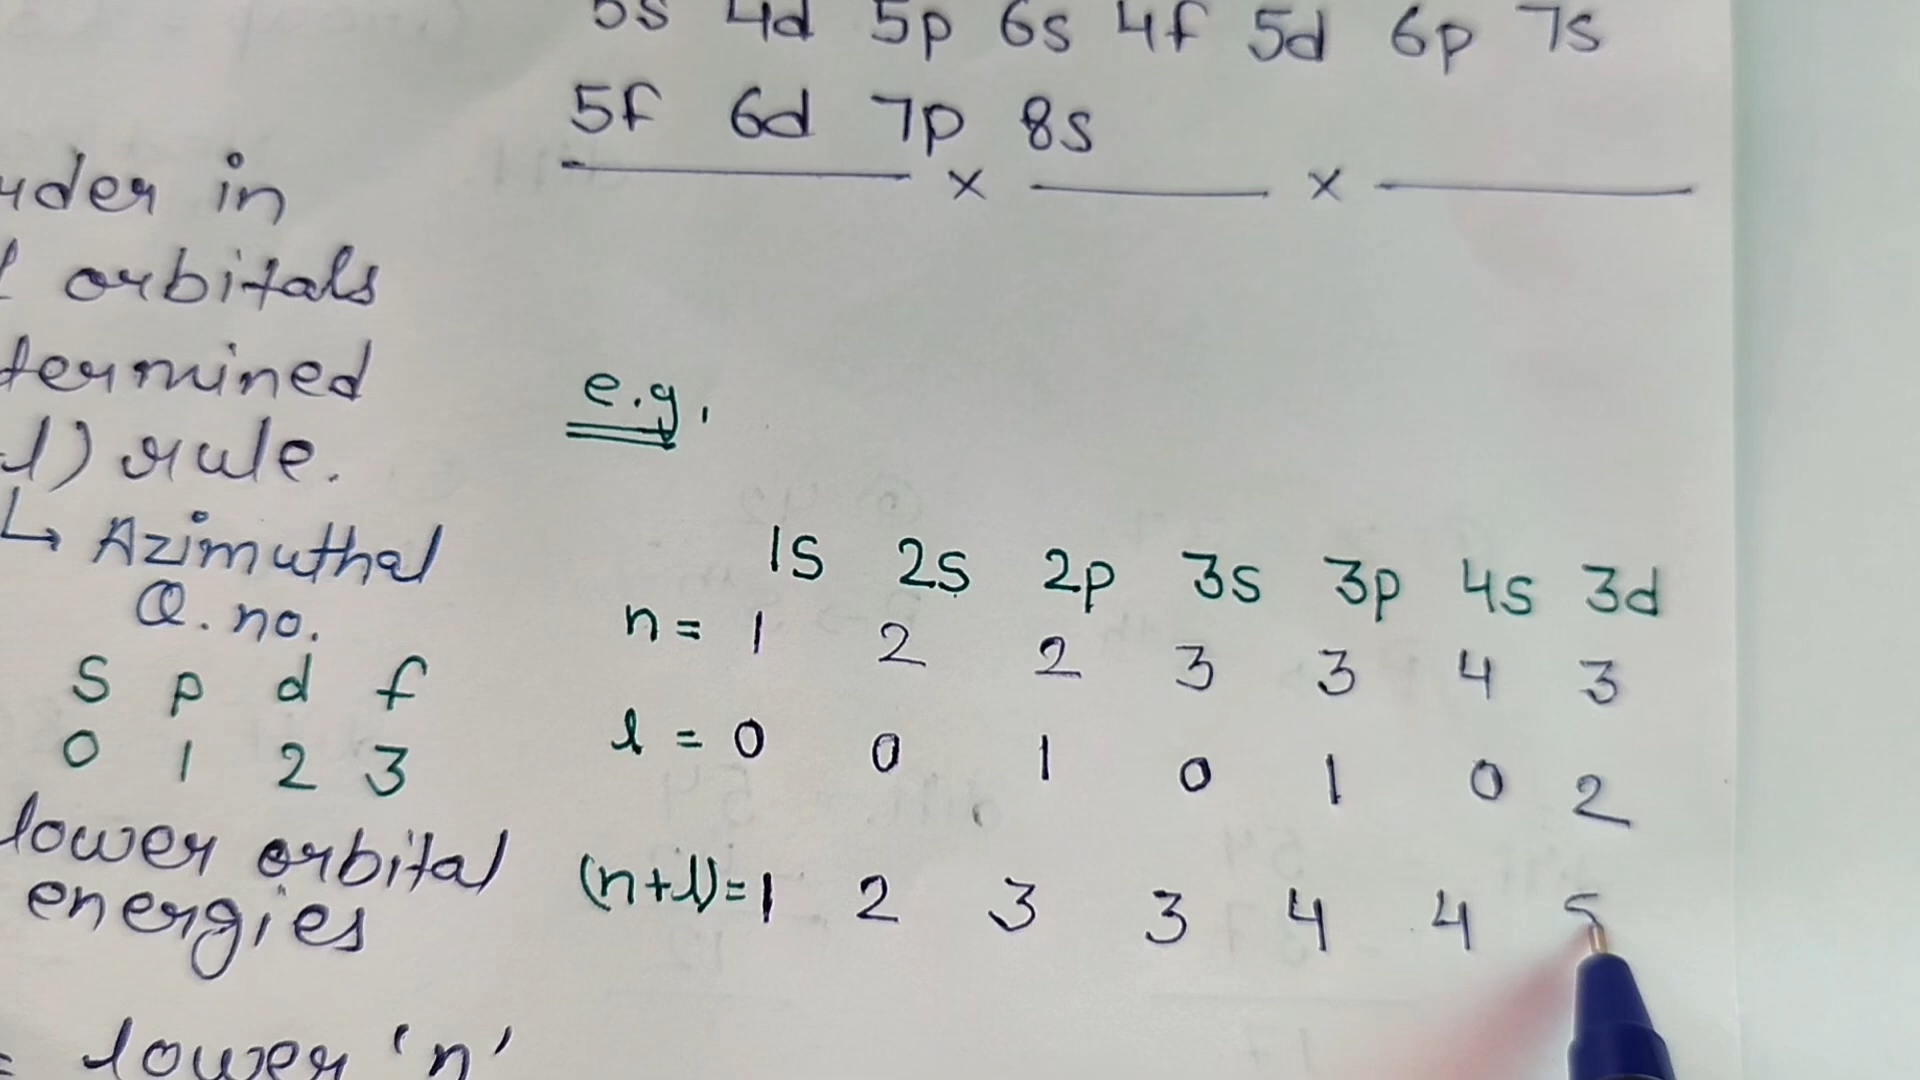 5s 4d 5p 6s 4f 5d 6p 7s
5f 6d 7p 8s
x x
in
orbitals
l) rule.
↳ Azimuthal
Q. no.
s p d f
0 1 2 3
lower orbital
energies
= lower 'n'
e.g.
1s 2s 2p 3s 3p 4s 3d
n = 1 2 2 3 3 4 3
l = 0 0 1 0 1 0 2
(n+l) = 1 2 3 3 4 4 5